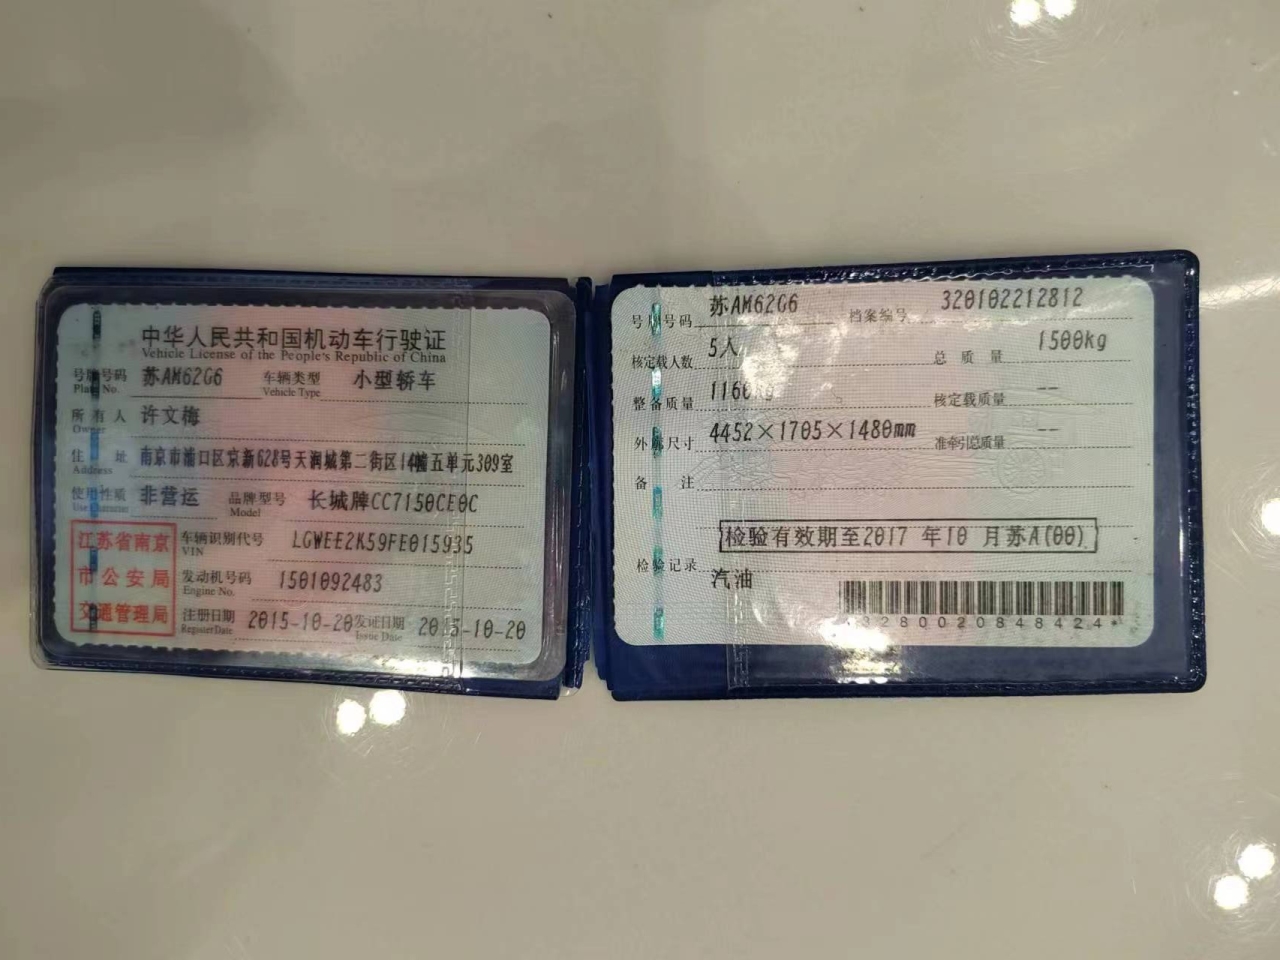 中华人民共和国机动车行驶证
Vehicle License of the People's Republic of China
号牌号码 苏AM62G6 车辆类型 小型轿车
Plate No. Vehicle Type
所有人 许文梅
Owner
住址 南京市浦口区京新628号天润城第二街区14幢五单元309室
Address
使用性质 非营运 品牌型号 长城牌CC7150CE0C
Use Character Model
江苏省南京
市公安局
交通管理局
车辆识别代号 LGWEE2K59FE015935
VIN
发动机号码 1501092483
Engine No.
注册日期 2015-10-20 发证日期 2015-10-20
Register Date Issue Date
号牌号码 苏AM62G6 档案编号 320102212812
核定载人数 5人 总质量 1500kg
整备质量 1160kg 核定载质量 --
外廓尺寸 4452×1705×1480mm 准牵引总质量 --
备注
检验有效期至2017 年10 月苏A(00)
检验记录
汽油
*3280020848424*